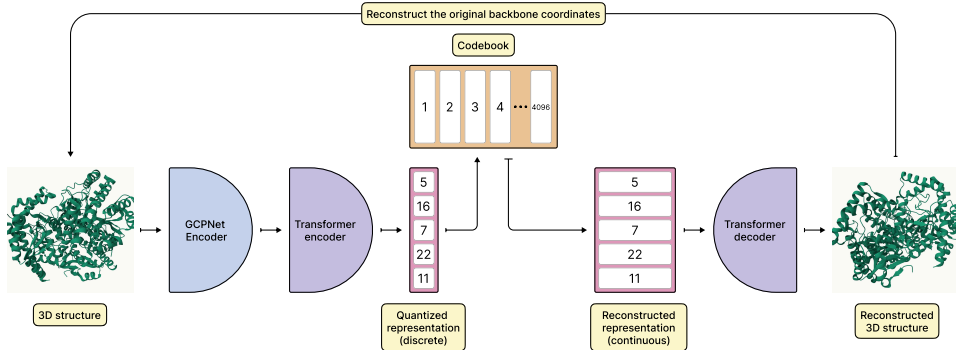 Reconstruct the original backbone coordinates
Codebook
1
2
3
4
4096
GCPNet
Encoder
Transformer
encoder
5
16
7
22
11
5
16
7
22
11
Transformer
decoder
3D structure
Quantized
representation
(discrete)
Reconstructed
representation
(continuous)
Reconstructed
3D structure